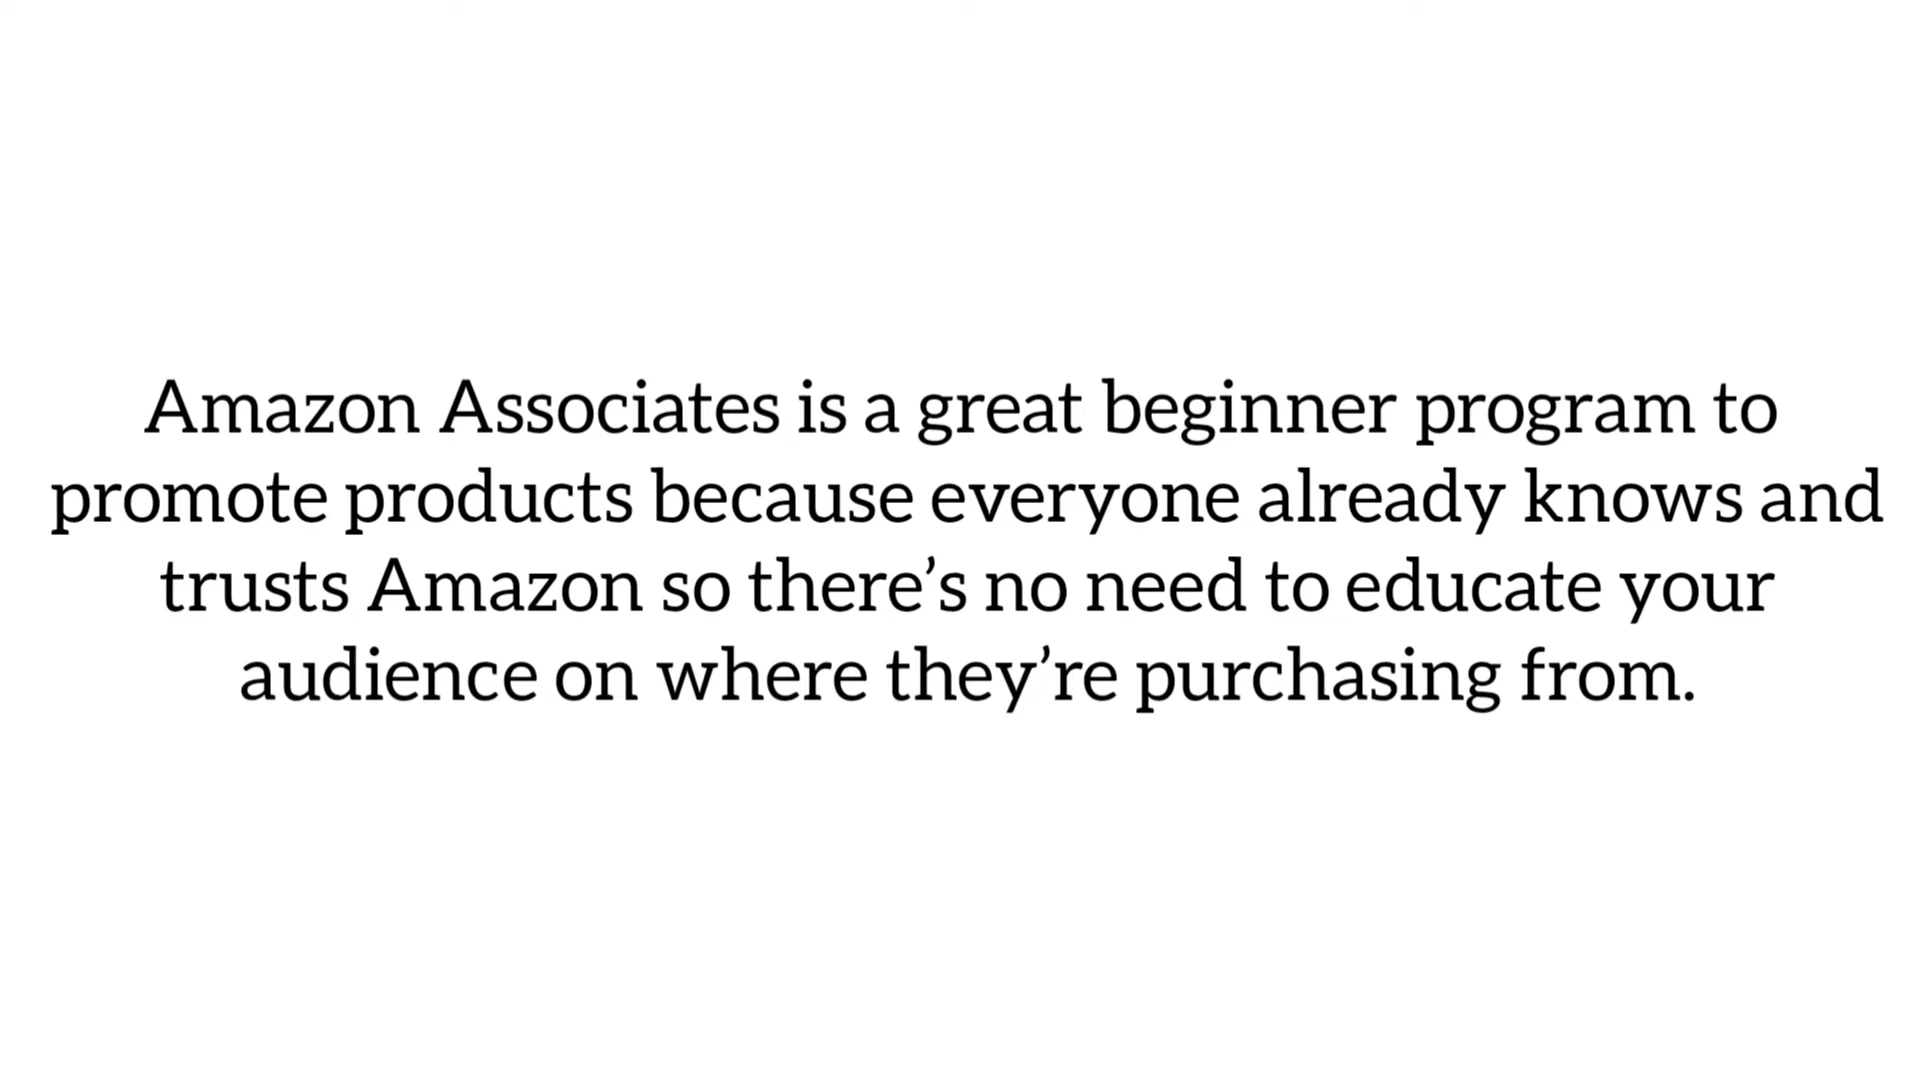 Amazon Associates is a great beginner program to
promote products because everyone already knows and
trusts Amazon so there’s no need to educate your
audience on where they’re purchasing from.